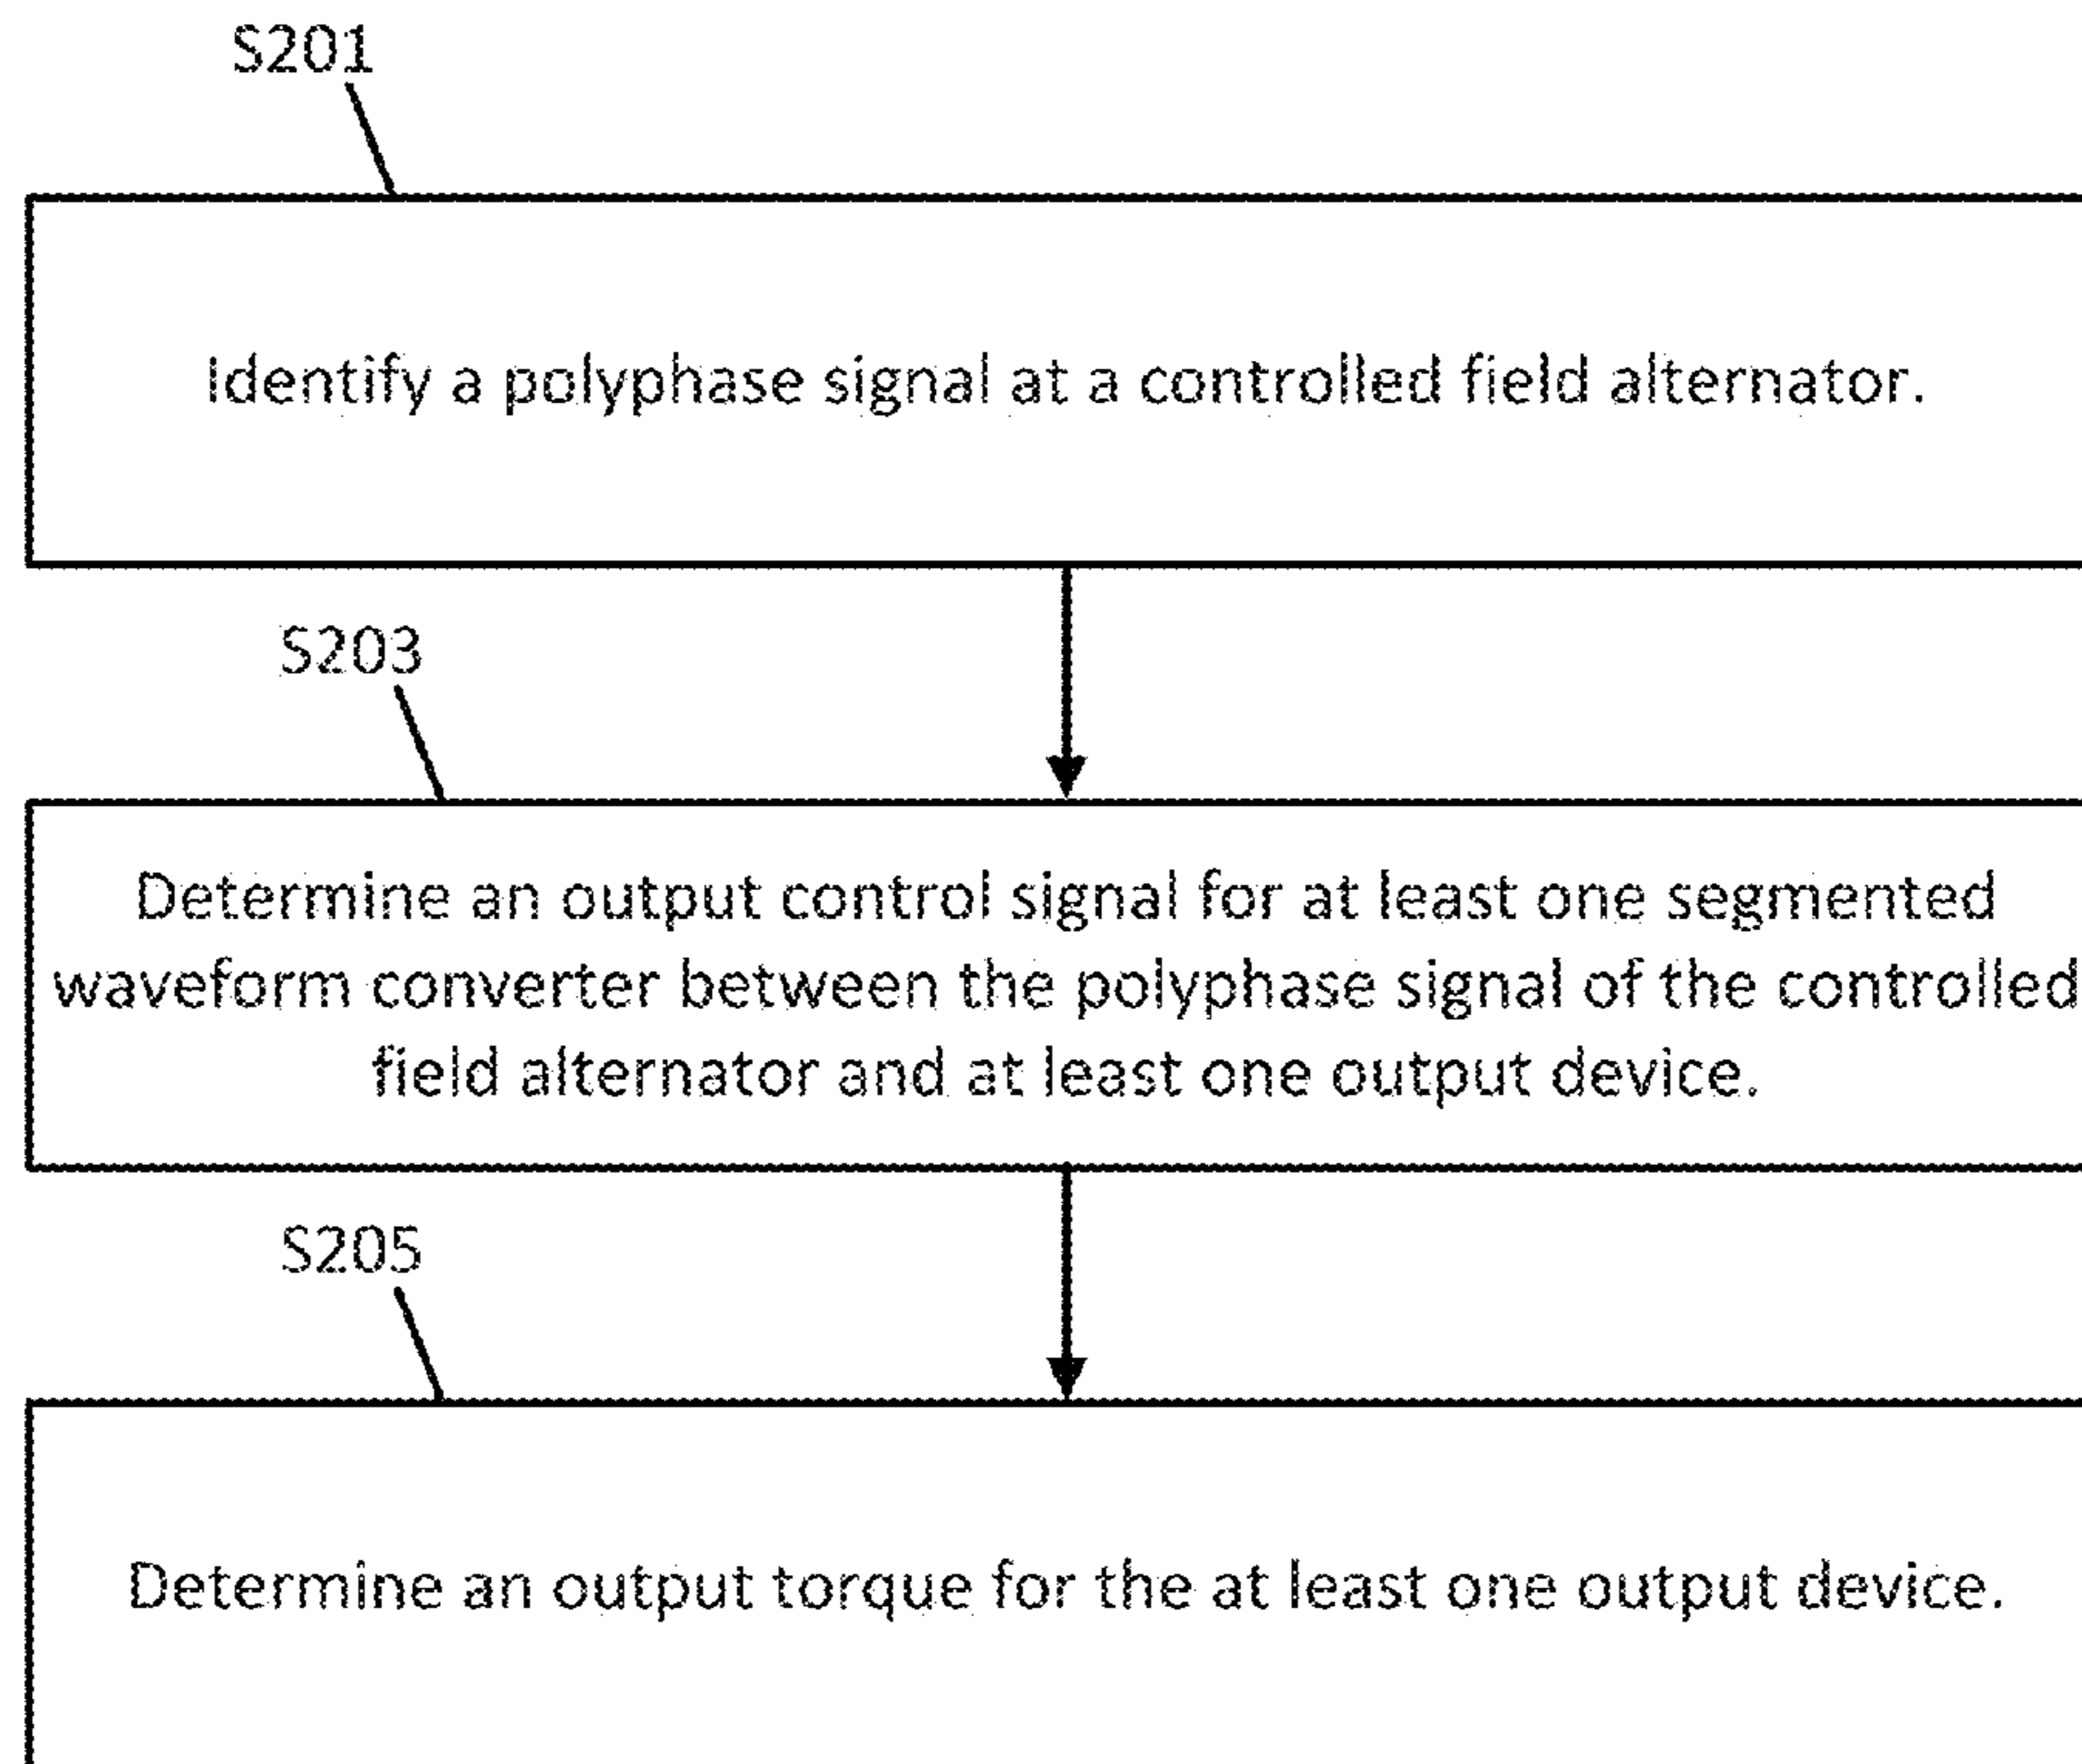 S201
Identify a polyphase signal at a controlled field alternator.
S203
Determine an output control signal for at least one segmented
waveform converter between the polyphase signal of the controlled
field alternator and at least one output device.
S205
Determine an output torque for the at least one output device.